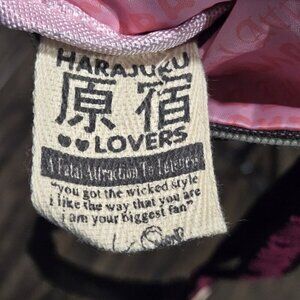 HARAJUKU
原宿
LOVERS
A Fatal Attraction To Cuteness
"you got the wicked style
i like the way that you are
i am your biggest fan"